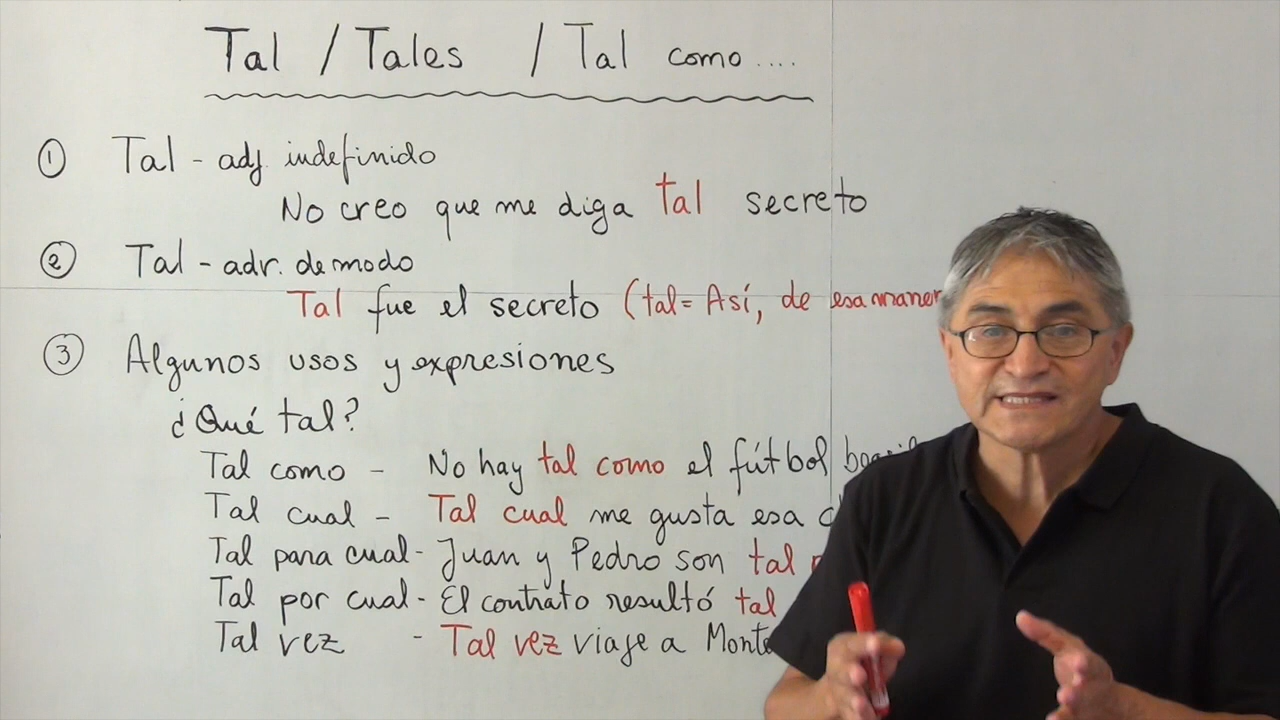 Tal / Tales / Tal como ....
① Tal - adj. indefinido
No creo que me diga tal secreto
② Tal - adv. de modo
Tal fue el secreto (tal = Así, de esa
③ Algunos usos y expresiones
¿Qué tal?
Tal como - No hay tal como el fútbol
Tal cual - Tal cual me gusta esa
Tal para cual - Juan y Pedro son tal
Tal por cual - El contrato resultó tal
Tal vez - Tal vez viaje a